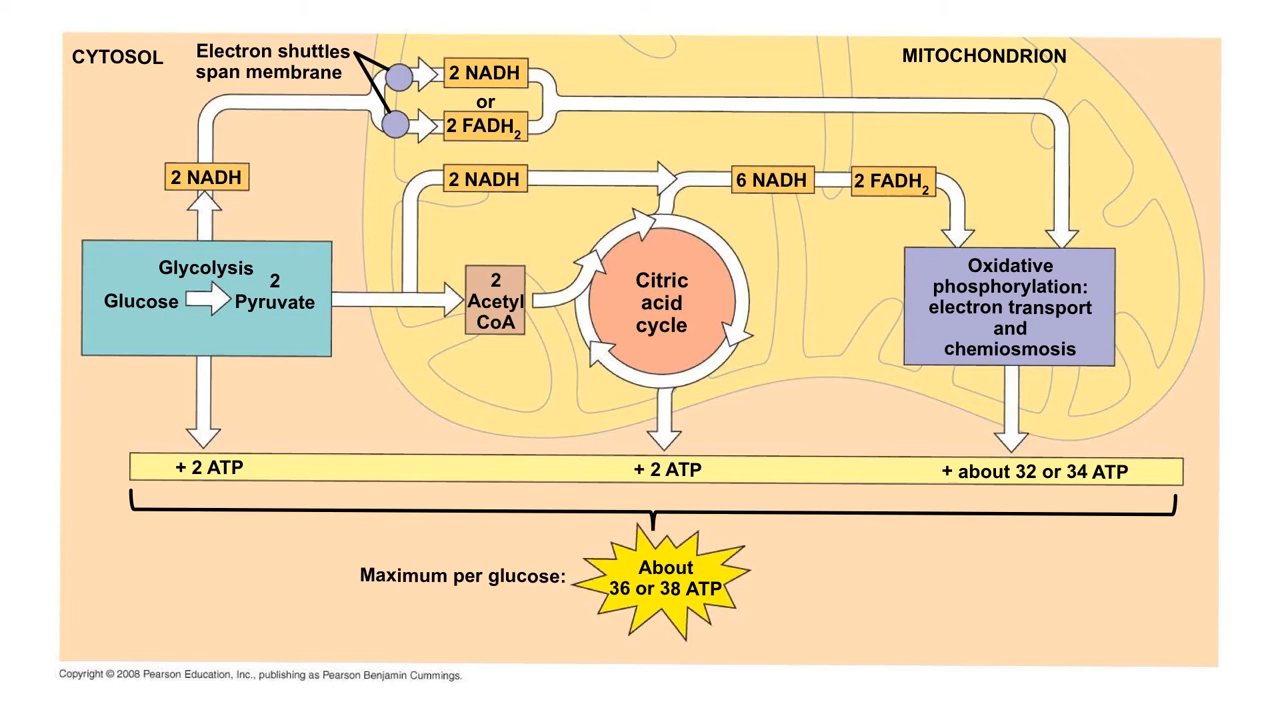 CYTOSOL
Electron shuttles
span membrane
MITOCHONDRION
2 NADH
or
2 FADH2
2 NADH
2 NADH
6 NADH
2 FADH2
Glycolysis
Glucose
2
Pyruvate
2
Acetyl
CoA
Citric
acid
cycle
Oxidative
phosphorylation:
electron transport
and
chemiosmosis
+ 2 ATP
+ 2 ATP
+ about 32 or 34 ATP
Maximum per glucose:
About
36 or 38 ATP
Copyright © 2008 Pearson Education, Inc., publishing as Pearson Benjamin Cummings.